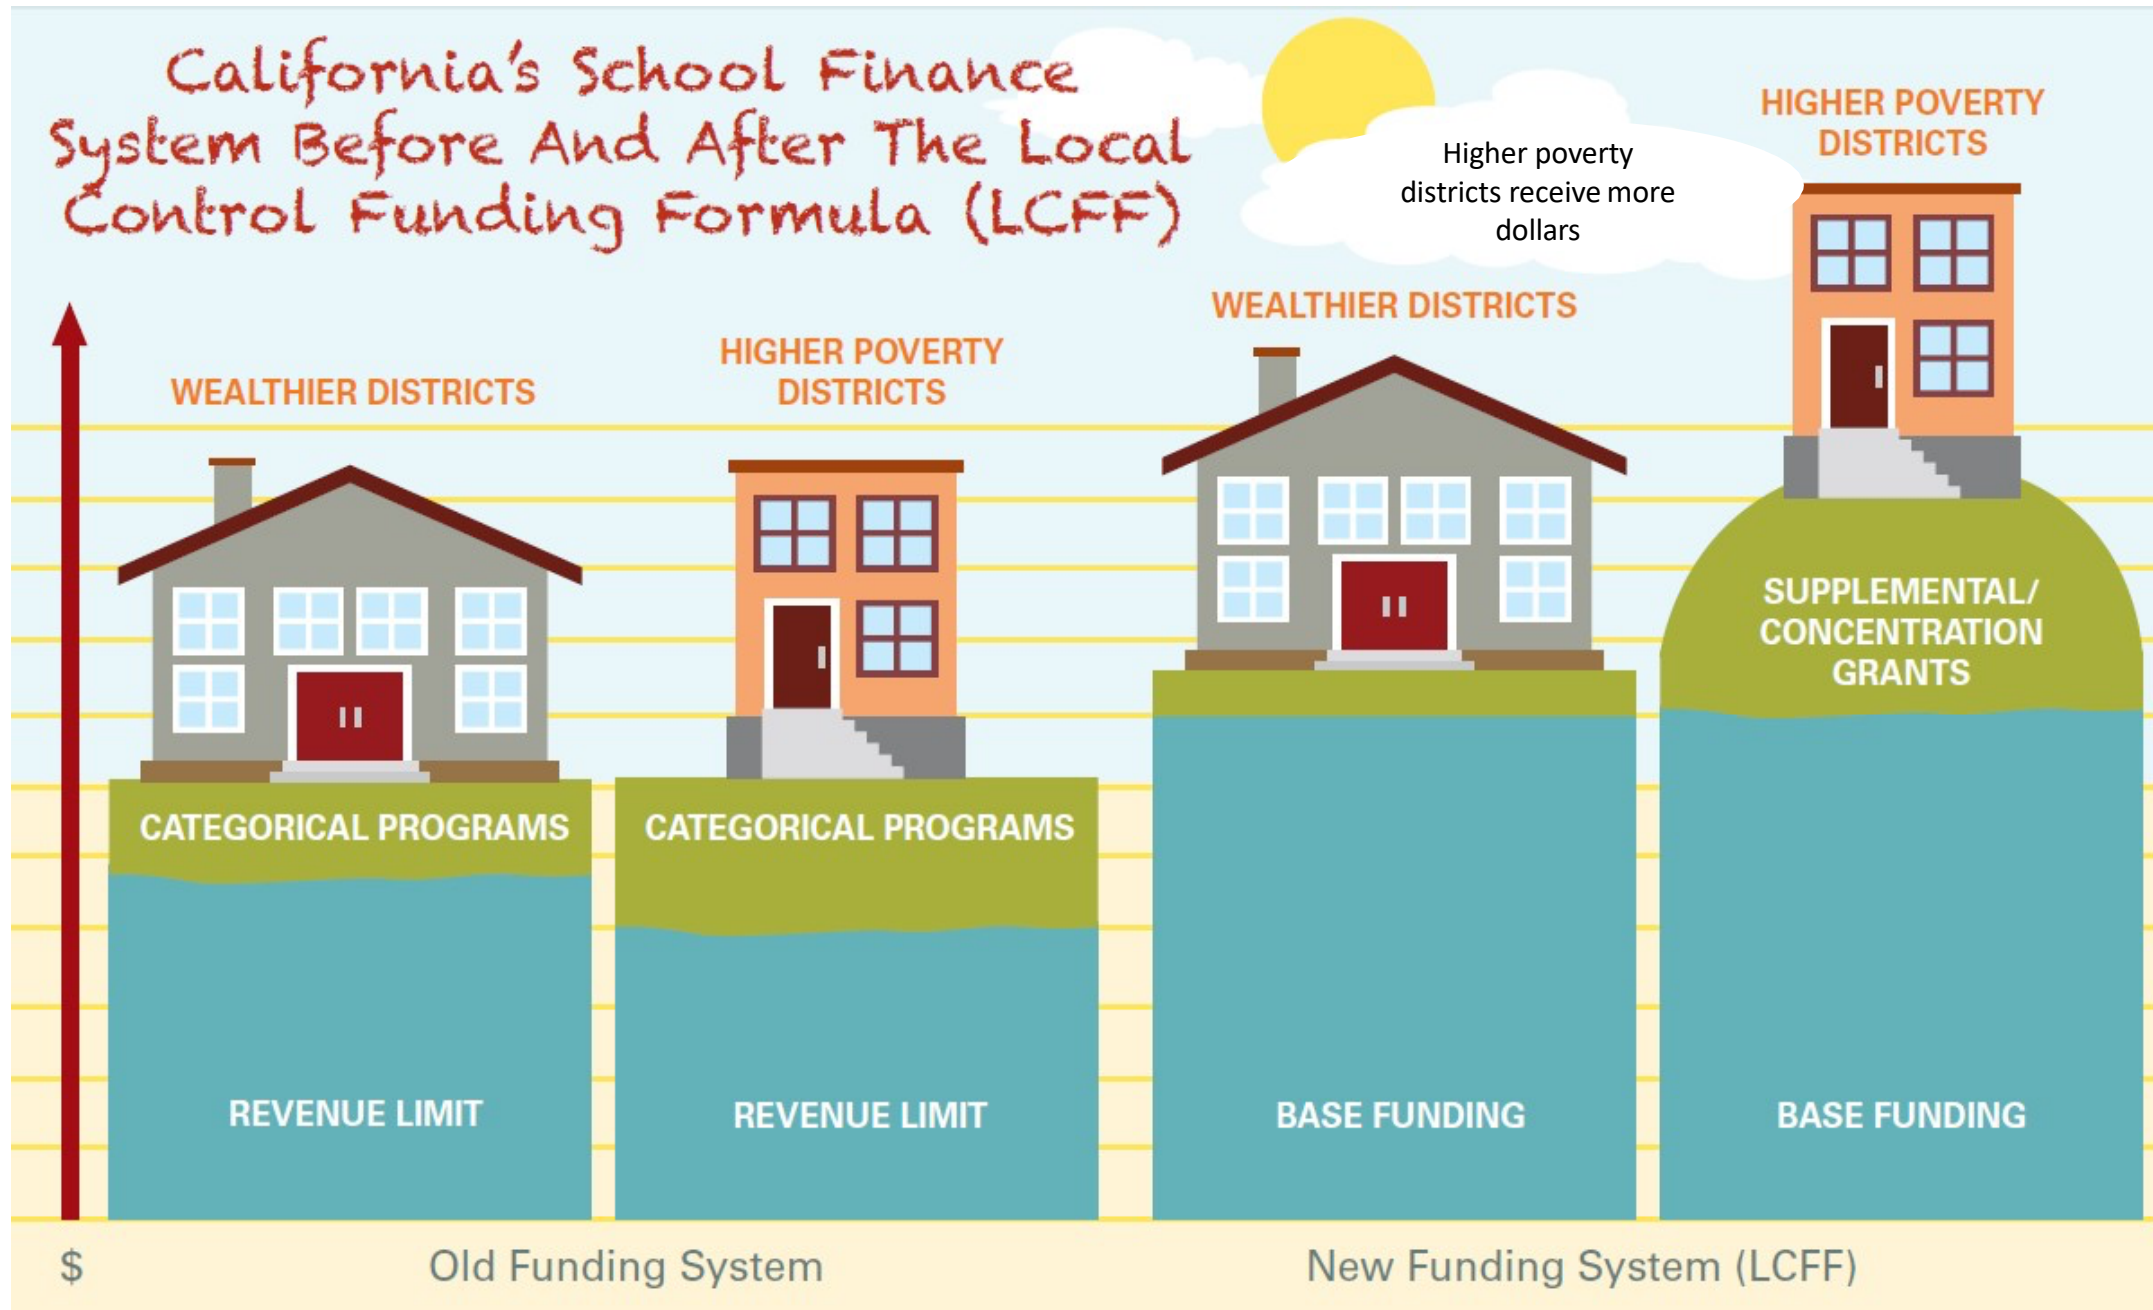 California's School Finance
System Before And After The Local
Control Funding Formula (LCFF)
Higher poverty
districts receive more
dollars
WEALTHIER DISTRICTS
HIGHER POVERTY
DISTRICTS
WEALTHIER DISTRICTS
HIGHER POVERTY
DISTRICTS
CATEGORICAL PROGRAMS
CATEGORICAL PROGRAMS
SUPPLEMENTAL/
CONCENTRATION
GRANTS
REVENUE LIMIT
REVENUE LIMIT
BASE FUNDING
BASE FUNDING
$
Old Funding System
New Funding System (LCFF)